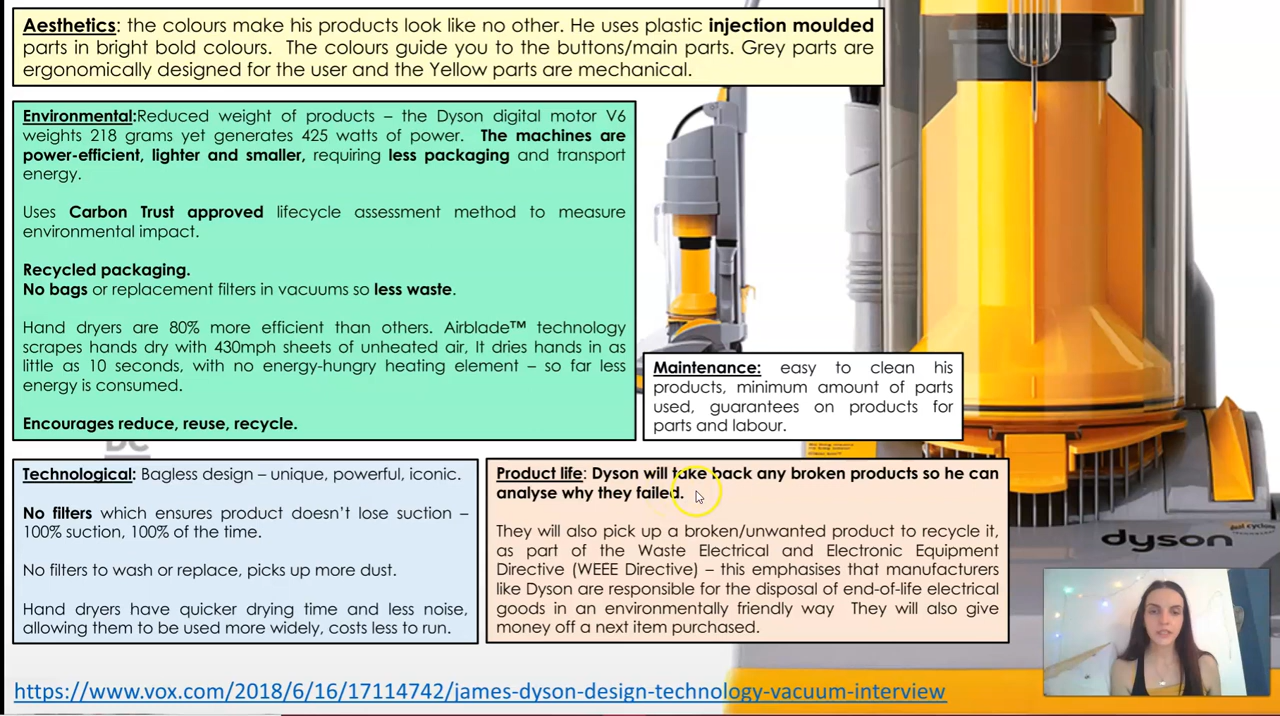 Aesthetics: the colours make his products look like no other. He uses plastic injection moulded
parts in bright bold colours. The colours guide you to the buttons/main parts. Grey parts are
ergonomically designed for the user and the Yellow parts are mechanical.
Environmental:Reduced weight of products – the Dyson digital motor V6
weights 218 grams yet generates 425 watts of power. The machines are
power-efficient, lighter and smaller, requiring less packaging and transport
energy.
Uses Carbon Trust approved lifecycle assessment method to measure
environmental impact.
Recycled packaging.
No bags or replacement filters in vacuums so less waste.
Hand dryers are 80% more efficient than others. Airblade™ technology
scrapes hands dry with 430mph sheets of unheated air, It dries hands in as
little as 10 seconds, with no energy-hungry heating element – so far less
energy is consumed.
Encourages reduce, reuse, recycle.
Maintenance: easy to clean his
products, minimum amount of parts
used, guarantees on products for
parts and labour.
Technological: Bagless design – unique, powerful, iconic.
No filters which ensures product doesn't lose suction –
100% suction, 100% of the time.
No filters to wash or replace, picks up more dust.
Hand dryers have quicker drying time and less noise,
allowing them to be used more widely, costs less to run.
Product life: Dyson will take back any broken products so he can
analyse why they failed.
They will also pick up a broken/unwanted product to recycle it,
as part of the Waste Electrical and Electronic Equipment
Directive (WEEE Directive) – this emphasises that manufacturers
like Dyson are responsible for the disposal of end-of-life electrical
goods in an environmentally friendly way They will also give
money off a next item purchased.
dual cyclone
dyson
https://www.vox.com/2018/6/16/17114742/james-dyson-design-technology-vacuum-interview